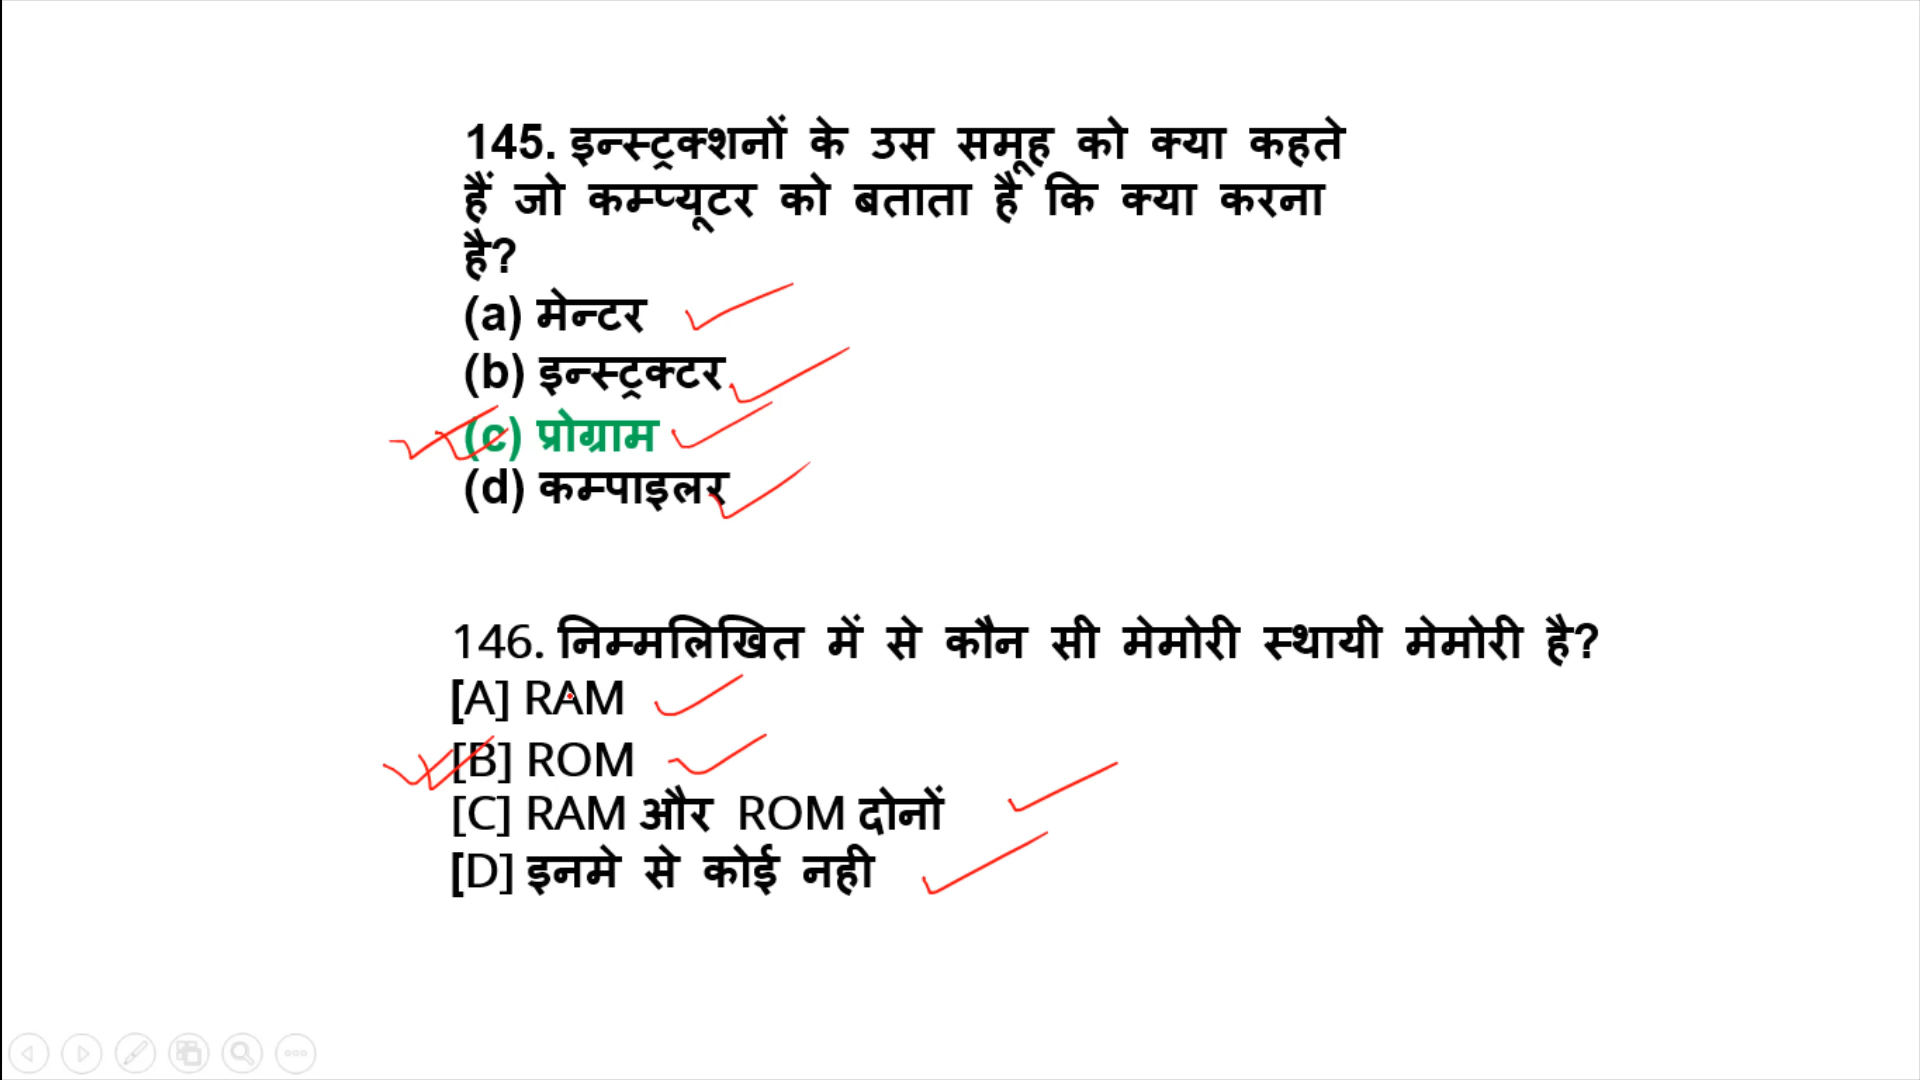 145. इन्स्ट्रक्शनों के उस समूह को क्या कहते
हैं जो कम्प्यूटर को बताता है कि क्या करना
है?
(a) मेन्टर
(b) इन्स्ट्रक्टर
(c) प्रोग्राम
(d) कम्पाइलर
146. निम्मलिखित में से कौन सी मेमोरी स्थायी मेमोरी है?
[A] RAM
[B] ROM
[C] RAM और ROM दोनों
[D] इनमे से कोई नही